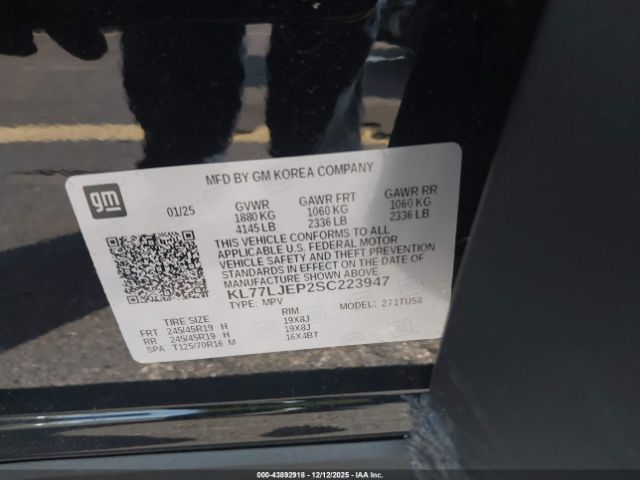 MFD BY GM KOREA COMPANY
gm
01/25
GVWR
1880 KG
4145 LB
GAWR FRT
1060 KG
2336 LB
GAWR RR
1060 KG
2336 LB
THIS VEHICLE CONFORMS TO ALL
APPLICABLE U.S. FEDERAL MOTOR
VEHICLE SAFETY AND THEFT PREVENTION
STANDARDS IN EFFECT ON THE DATE OF
MANUFACTURE SHOWN ABOVE.
KL77LJEP2SC223947
TYPE: MPV MODEL: 271TU58
TIRE SIZE RIM
FRT 245/45R19 H 19X8J
RR 245/45R19 H 19X8J
SPA T125/70R16 M 16X4BT
000-43892918 - 12/12/2025 - IAA Inc.